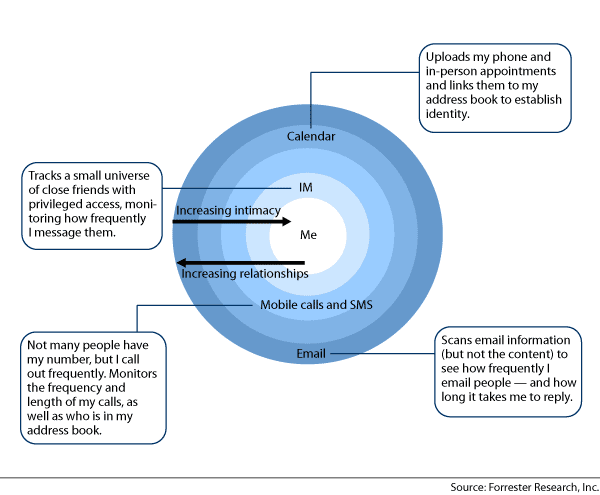 Uploads my phone and
in-person appointments
and links them to my
address book to establish
identity.
Calendar
Tracks a small universe
of close friends with
privileged access, moni-
toring how frequently
I message them.
IM
Increasing intimacy
Me
Increasing relationships
Mobile calls and SMS
Not many people have
my number, but I call
out frequently. Monitors
the frequency and
length of my calls, as
well as who is in my
address book.
Email
Scans email information
(but not the content) to
see how frequently I
email people — and how
long it takes me to reply.
Source: Forrester Research, Inc.